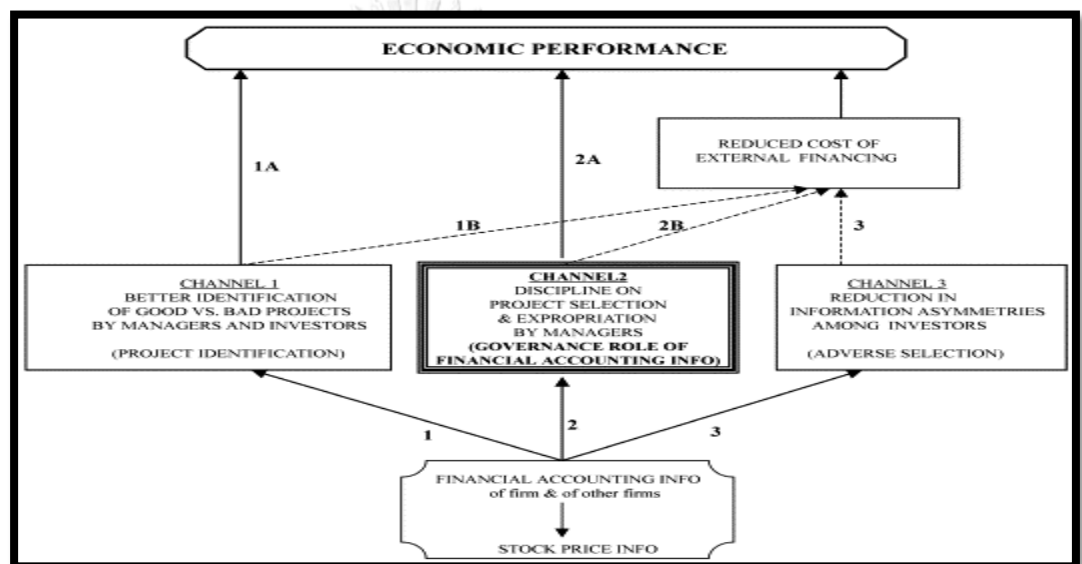 ECONOMIC PERFORMANCE
REDUCED COST OF
EXTERNAL FINANCING
1A
2A
1B
2B
3
CHANNEL 1
BETTER IDENTIFICATION
OF GOOD VS. BAD PROJECTS
BY MANAGERS AND INVESTORS
(PROJECT IDENTIFICATION)
CHANNEL2
DISCIPLINE ON
PROJECT SELECTION
& EXPROPRIATION
BY MANAGERS
(GOVERNANCE ROLE OF
FINANCIAL ACCOUNTING INFO)
CHANNEL 3
REDUCTION IN
INFORMATION ASYMMETRIES
AMONG INVESTORS
(ADVERSE SELECTION)
1
2
3
FINANCIAL ACCOUNTING INFO
of firm & of other firms
STOCK PRICE INFO